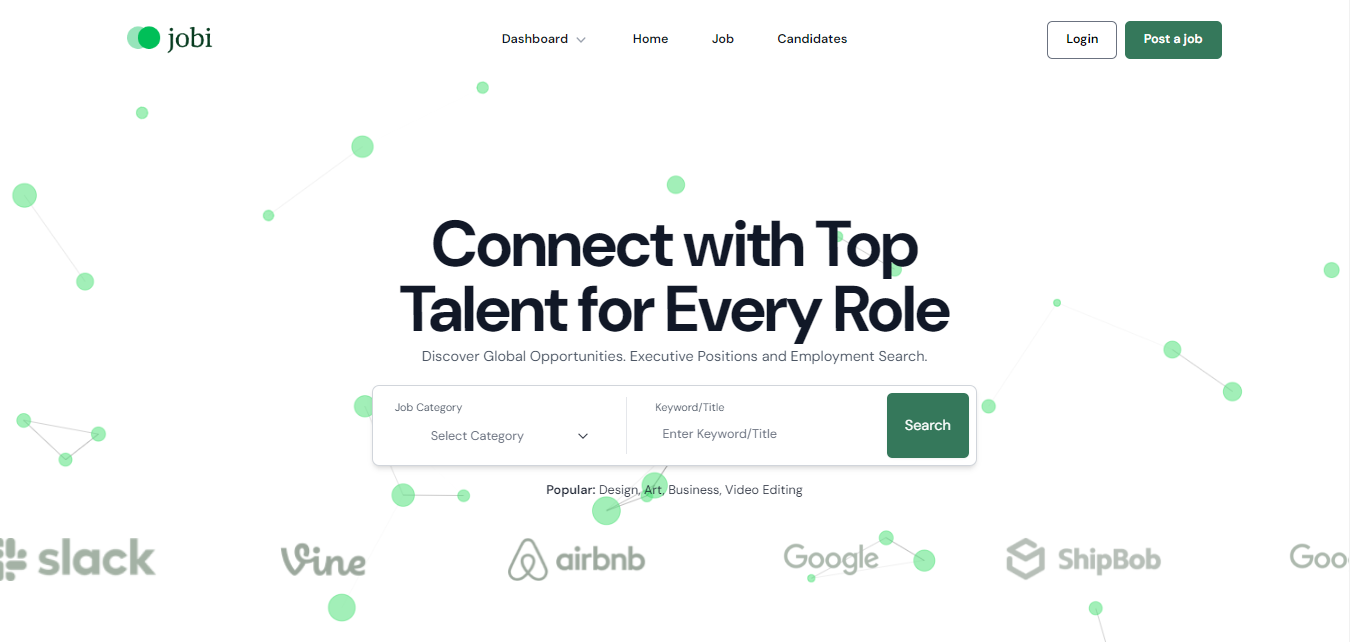 jobi
Dashboard
Home
Job
Candidates
Login
Post a job
Connect with Top
Talent for Every Role
Discover Global Opportunities. Executive Positions and Employment Search.
Job Category
Select Category
Keyword/Title
Enter Keyword/Title
Search
Popular: Design, Art, Business, Video Editing
slack
Vine
airbnb
Google
ShipBob
Goo